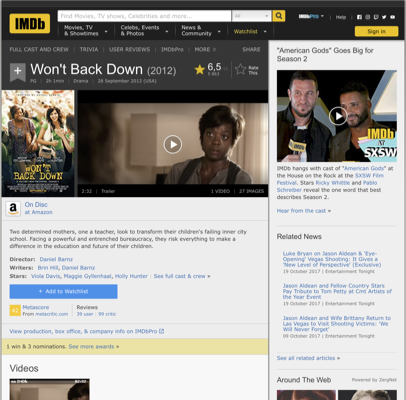 IMDb
Find Movies, TV shows, Celebrities and more...
All
IMDbPro
Help
Movies, TV
& Showtimes
Celebs, Events
& Photos
News &
Community
Watchlist
Sign in
FULL CAST AND CREW | TRIVIA | USER REVIEWS | IMDbPro | MORE
SHARE
Won't Back Down (2012)
PG | 2h 1min | Drama | 28 September 2012 (USA)
6,5
Rate
This
WON'T
BACK DOWN
2:32 | Trailer
1 VIDEO | 27 IMAGES
On Disc
at Amazon
Two determined mothers, one a teacher, look to transform their children's failing inner city
school. Facing a powerful and entrenched bureaucracy, they risk everything to make a
difference in the education and future of their children.
Director: Daniel Barnz
Writers: Brin Hill, Daniel Barnz
Stars: Viola Davis, Maggie Gyllenhaal, Holly Hunter | See full cast & crew »
+ Add to Watchlist
42
Metascore
From metacritic.com
Reviews
39 user | 99 critic
View production, box office, & company info on IMDbPro
1 win & 3 nominations. See more awards »
Videos
"American Gods" Goes Big for
Season 2
IMDb
AT
SXSW
IMDb hangs with cast of "American Gods" at
the House on the Rock at the SXSW Film
Festival. Stars Ricky Whittle and Pablo
Schreiber reveal the one word that best
describes Season 2.
Hear from the cast »
Related News
Luke Bryan on Jason Aldean & 'Eye-
Opening' Vegas Shooting: It Gives a
'New Level of Perspective' (Exclusive)
19 October 2017 | Entertainment Tonight
Jason Aldean and Fellow Country Stars
Pay Tribute to Tom Petty at Cmt Artists of
the Year Event
19 October 2017 | Entertainment Tonight
Jason Aldean and Wife Brittany Return to
Las Vegas to Visit Shooting Victims: 'We
Will Never Forget'
09 October 2017 | Entertainment Tonight
See all related articles »
Around The Web
Powered by ZergNet